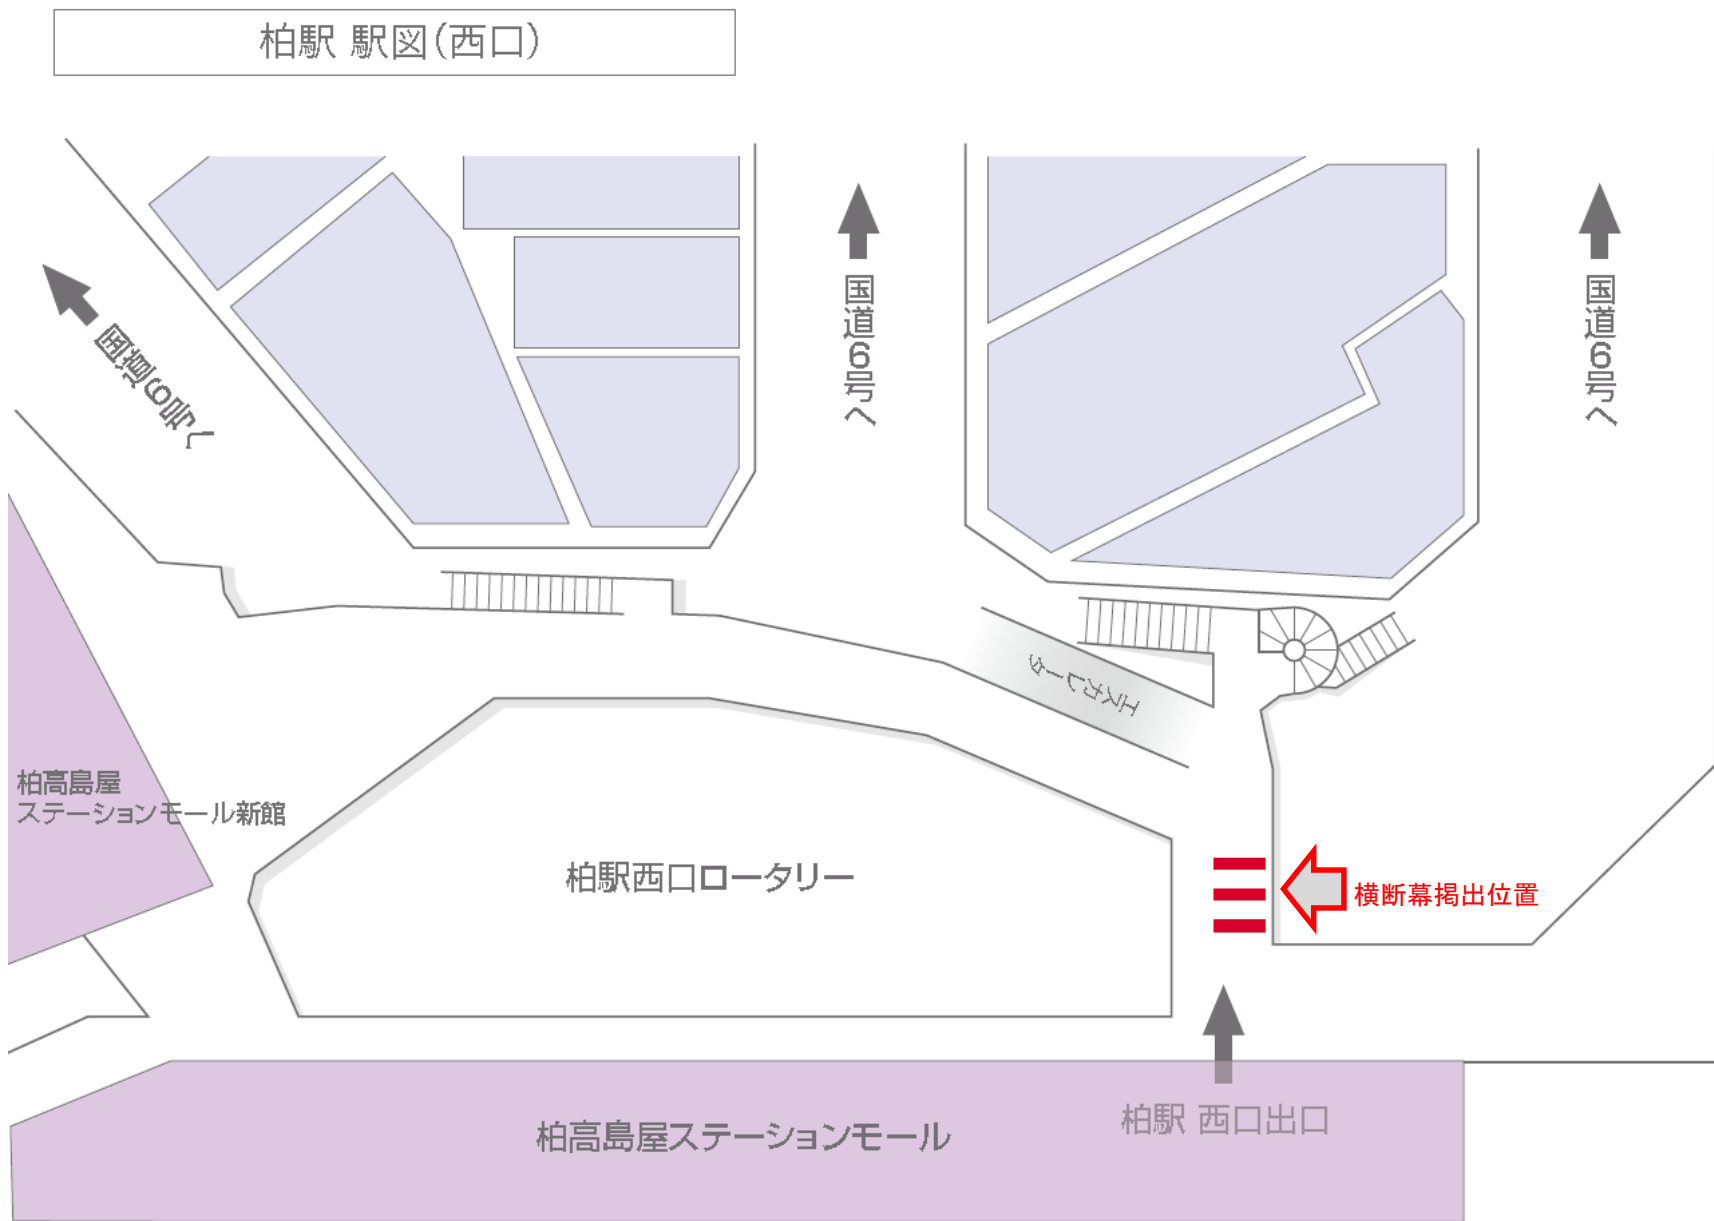 柏駅 駅図（西口）
国道6号へ
国道6号へ
国道6号へ
エスカレータ
柏高島屋
ステーションモール新館
柏駅西口ロータリー
横断幕掲出位置
柏駅 西口出口
柏高島屋ステーションモール